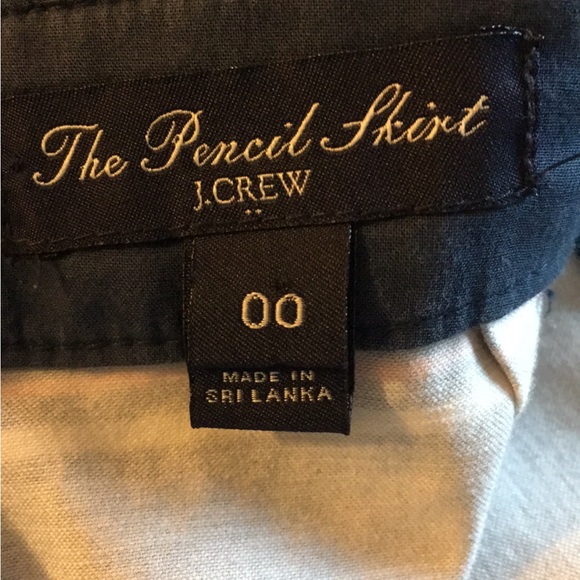 The Pencil Skirt
J.CREW
00
MADE IN
SRI LANKA